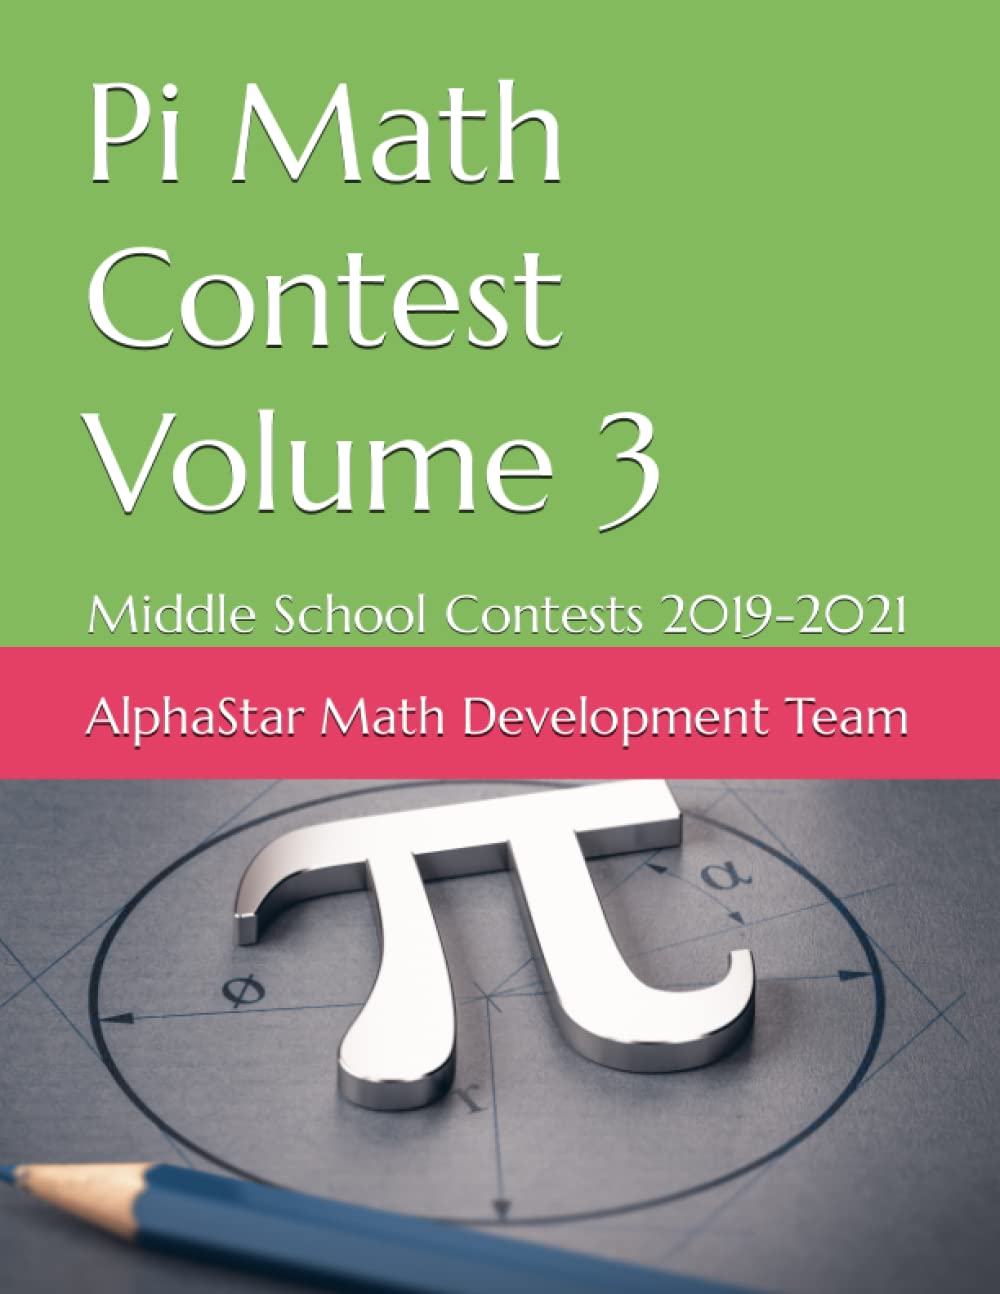 Pi Math
Contest
Volume 3
Middle School Contests 2019-2021
AlphaStar Math Development Team
α
ø
r